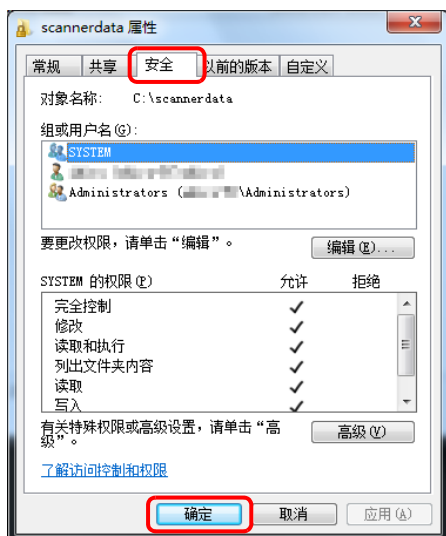 scannerdata 属性
常规 共享 安全 以前的版本 自定义
对象名称: C:\scannerdata
组或用户名(G):
SYSTEM
Administrators ( \Administrators)
要更改权限，请单击“编辑”。 编辑(E)...
SYSTEM 的权限(P) 允许 拒绝
完全控制
修改
读取和执行
列出文件夹内容
读取
写入
有关特殊权限或高级设置，请单击“高
级”。
高级(V)
了解访问控制和权限
确定 取消 应用(A)